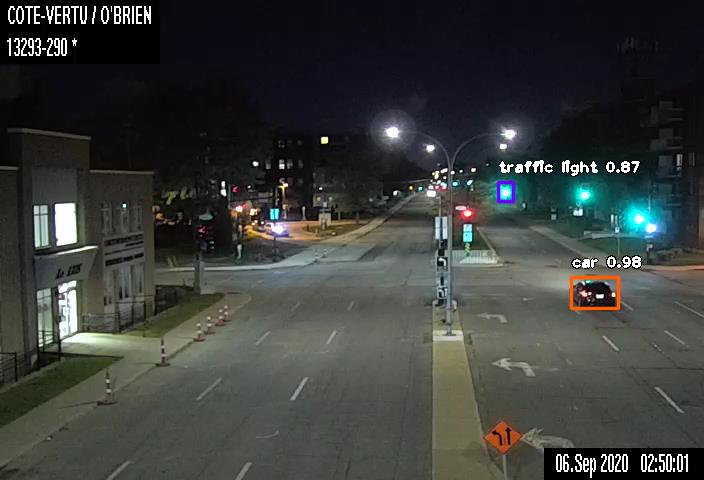 COTE-VERTU / O'BRIEN
13293-290 *
traffic light 0.87
car 0.98
06.Sep 2020 02:50:01